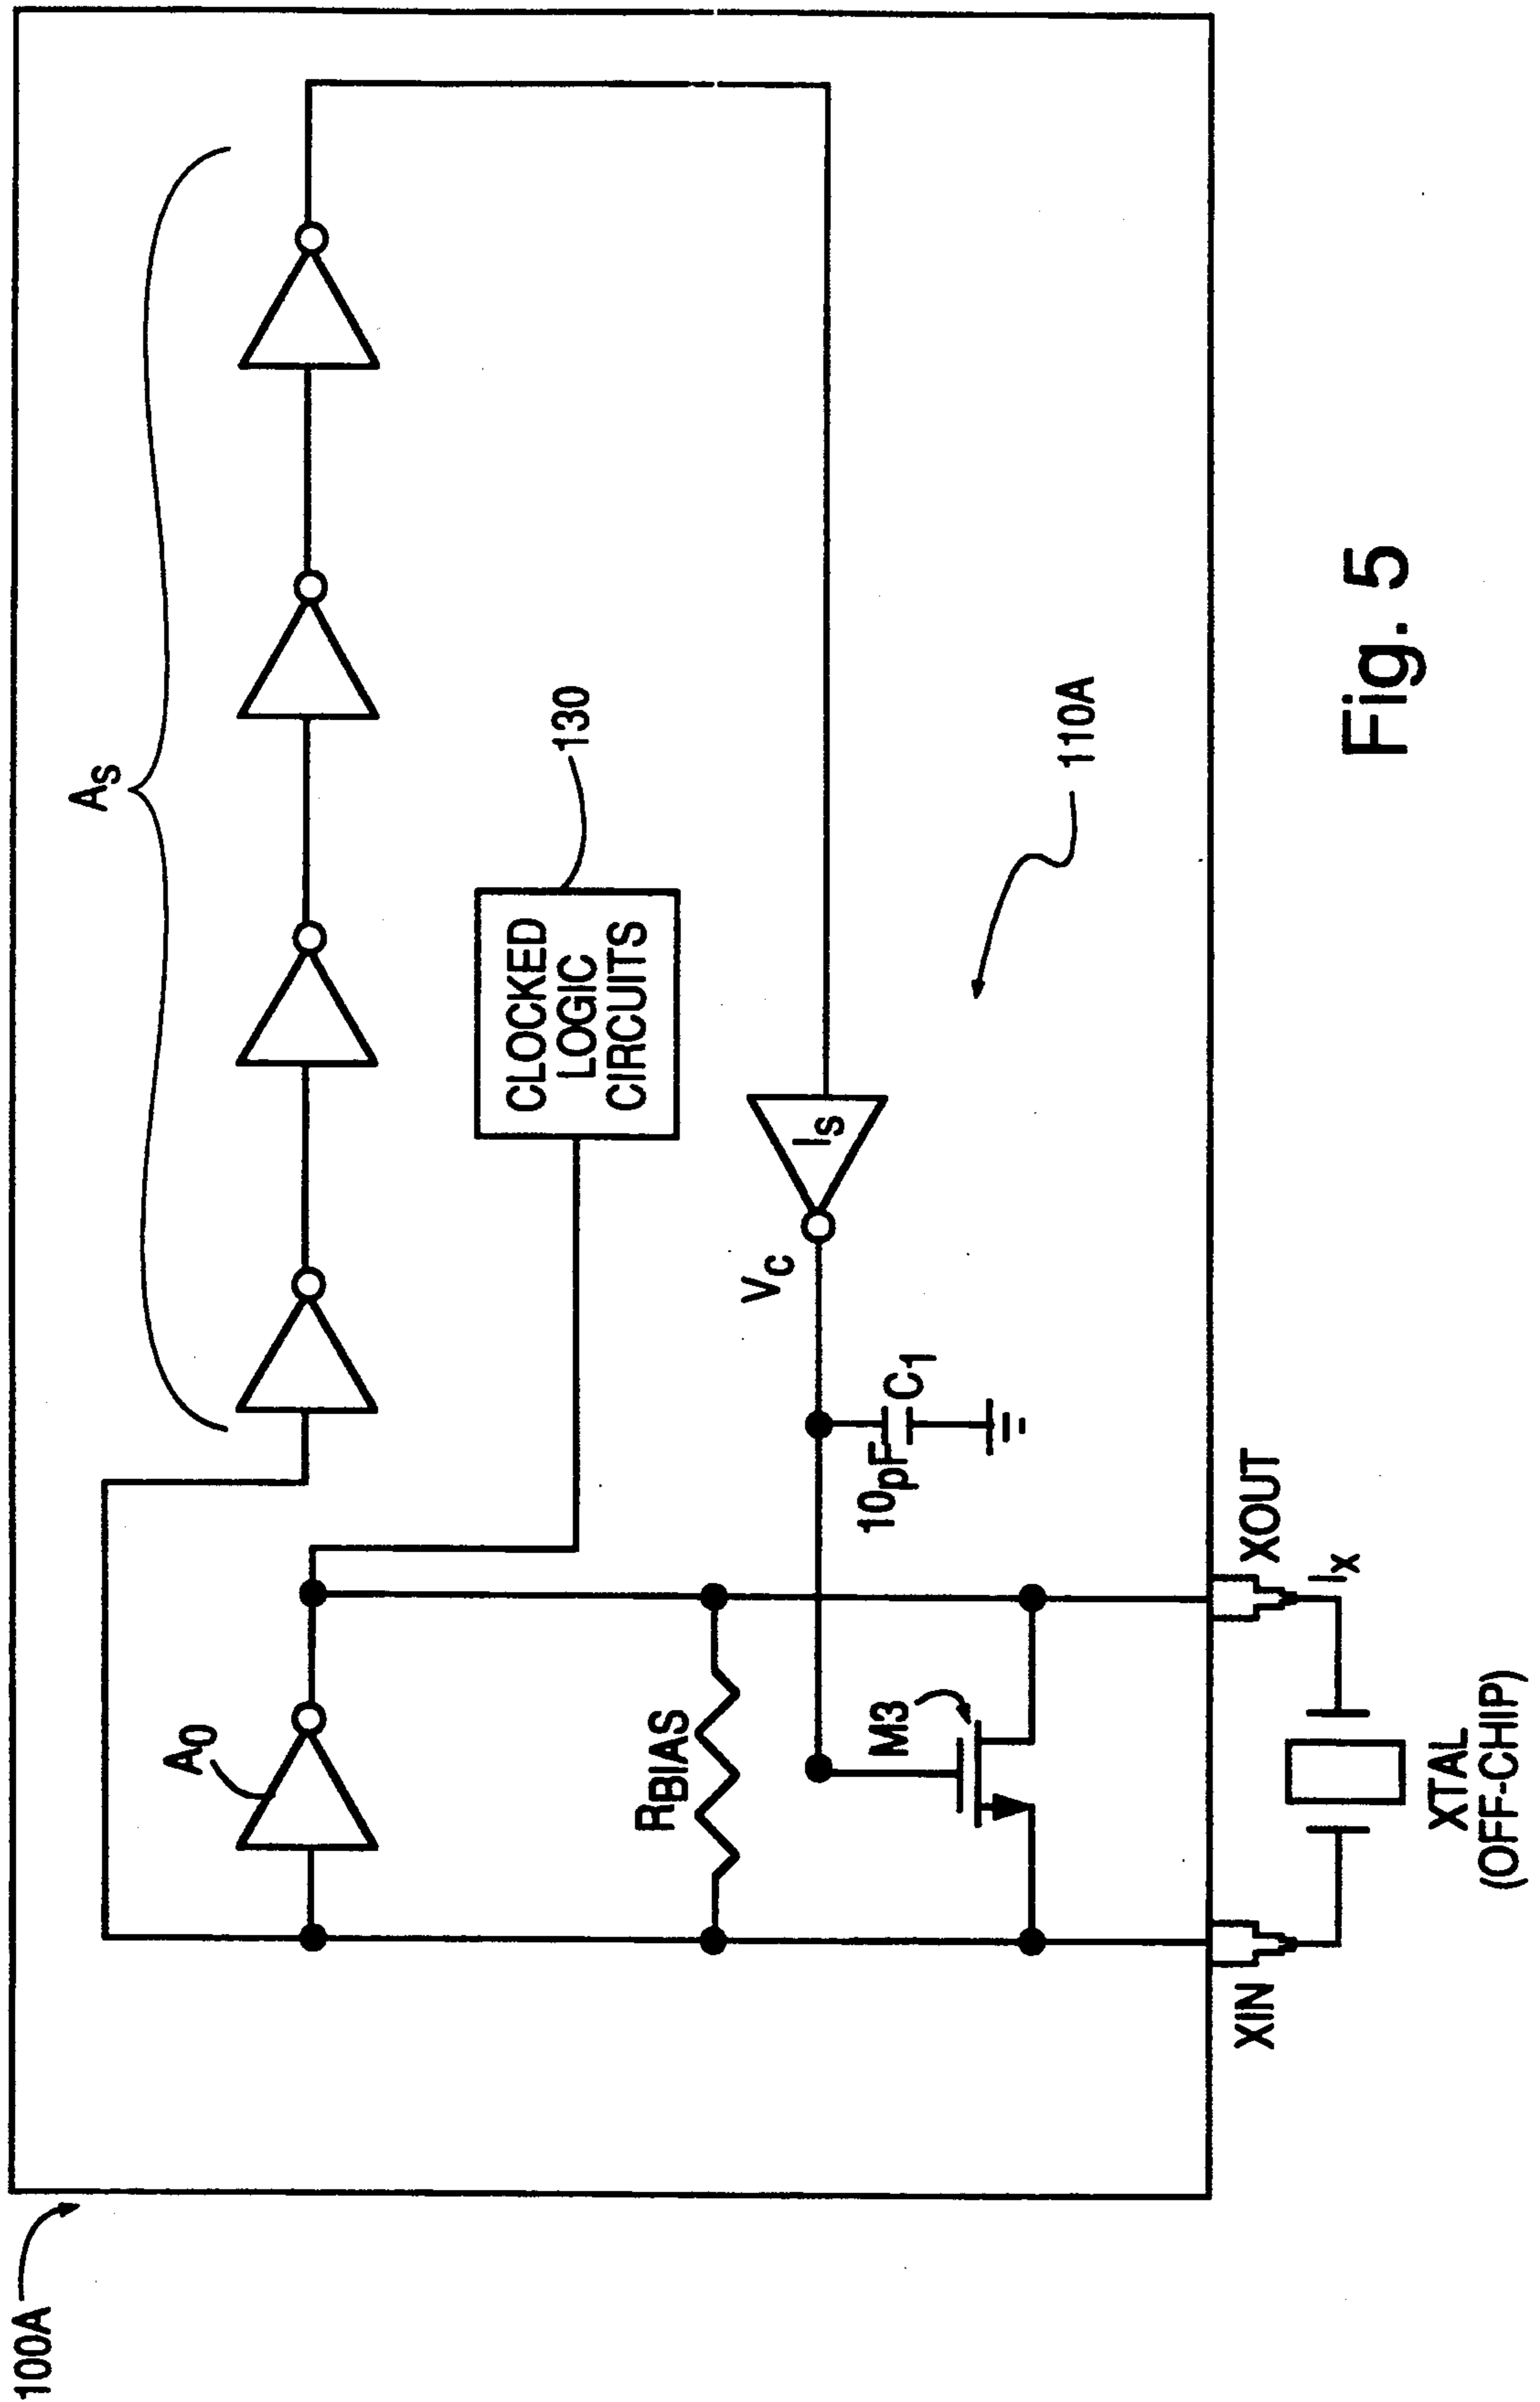 100A
AS
A0
130
CLOCKED
LOGIC
CIRCUITS
RBIAS
VC
IS
10pF
C1
M3
110A
XIN
XOUT
IX
XTAL
(OFF-CHIP)
Fig. 5